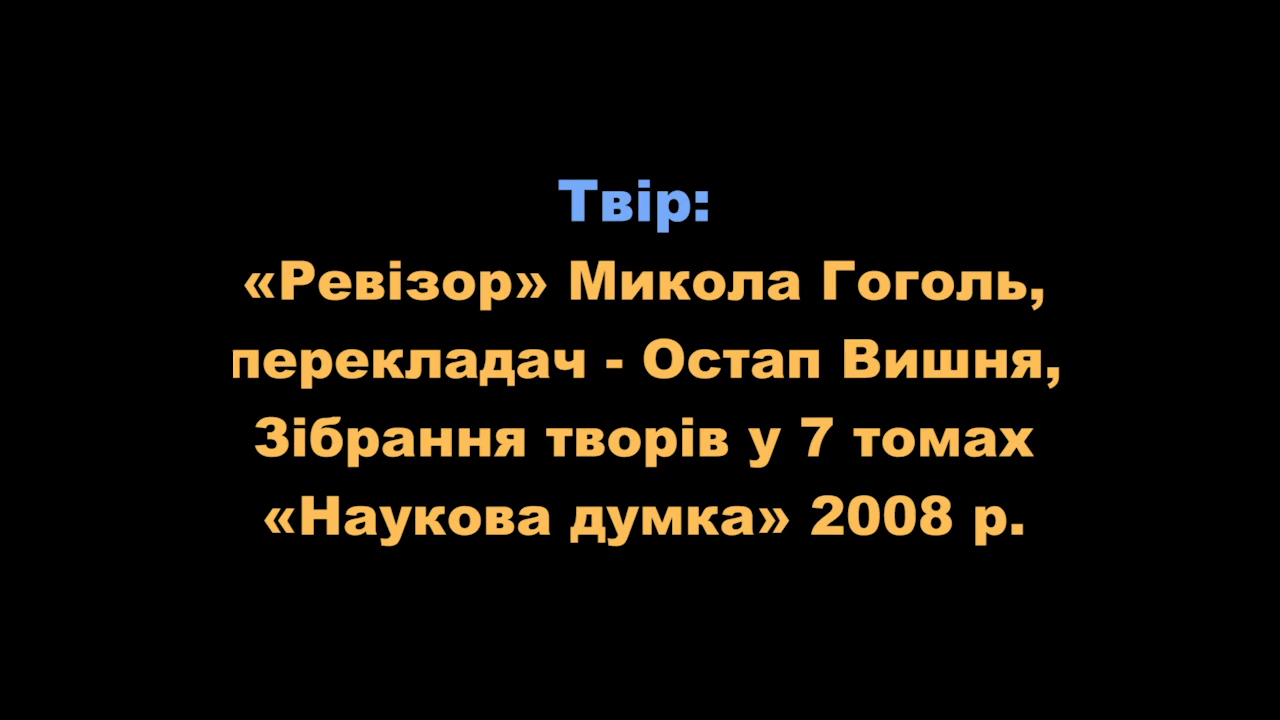 Твір:
«Ревізор» Микола Гоголь,
перекладач - Остап Вишня,
Зібрання творів у 7 томах
«Наукова думка» 2008 р.